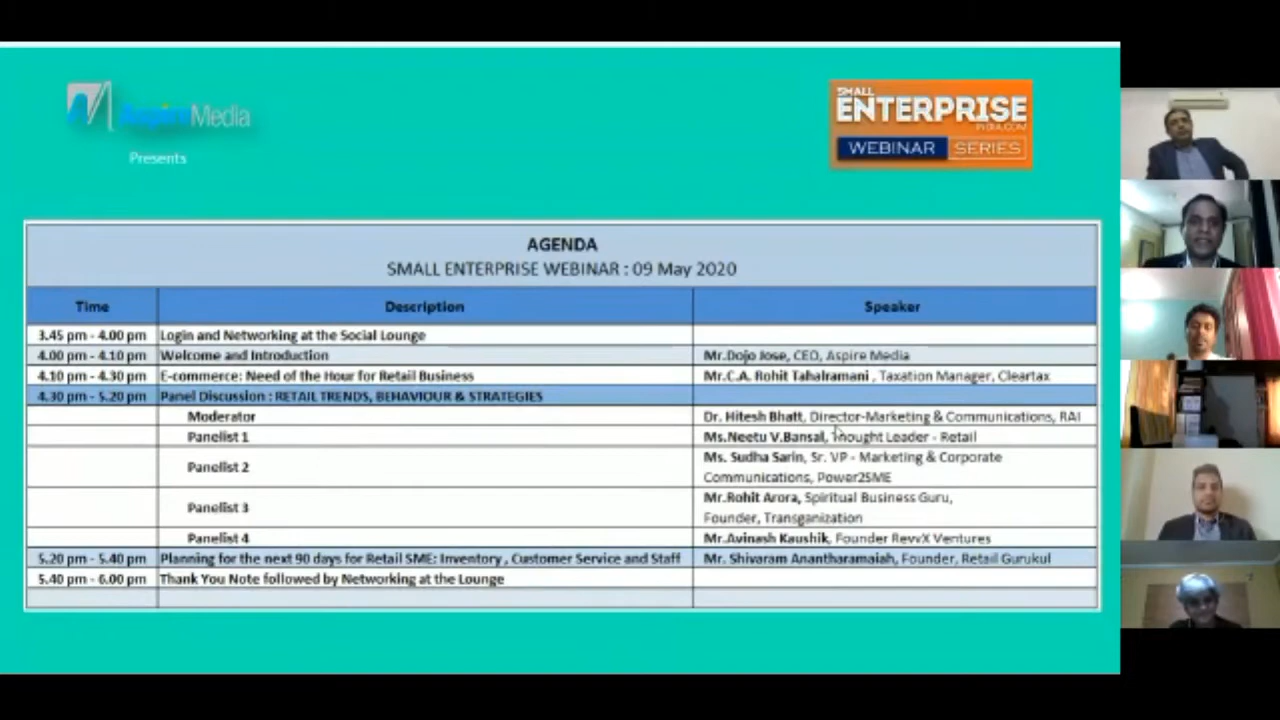 AspireMedia
Presents
SMALL
ENTERPRISE
INDIA.COM
WEBINAR SERIES
AGENDA
SMALL ENTERPRISE WEBINAR : 09 May 2020
Time Description Speaker
3.45 pm - 4.00 pm Login and Networking at the Social Lounge
4.00 pm - 4.10 pm Welcome and Introduction Mr.Dojo Jose, CEO, Aspire Media
4.10 pm - 4.30 pm E-commerce: Need of the Hour for Retail Business Mr.C.A. Rohit Tahalramani , Taxation Manager, Cleartax
4.30 pm - 5.20 pm Panel Discussion : RETAIL TRENDS, BEHAVIOUR & STRATEGIES
Moderator Dr. Hitesh Bhatt, Director-Marketing & Communications, RAI
Panelist 1 Ms.Neetu V.Bansal, Thought Leader - Retail
Panelist 2 Ms. Sudha Sarin, Sr. VP - Marketing & Corporate
Communications, Power2SME
Panelist 3 Mr.Rohit Arora, Spiritual Business Guru,
Founder, Transganization
Panelist 4 Mr.Avinash Kaushik, Founder RevvX Ventures
5.20 pm - 5.40 pm Planning for the next 90 days for Retail SME: Inventory , Customer Service and Staff Mr. Shivaram Anantharamaiah, Founder, Retail Gurukul
5.40 pm - 6.00 pm Thank You Note followed by Networking at the Lounge